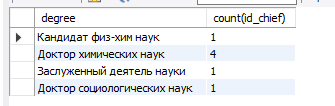 degree count(id_chief)
Кандидат физ-хим наук 1
Доктор химических наук 4
Заслуженный деятель науки 1
Доктор социологических наук 1